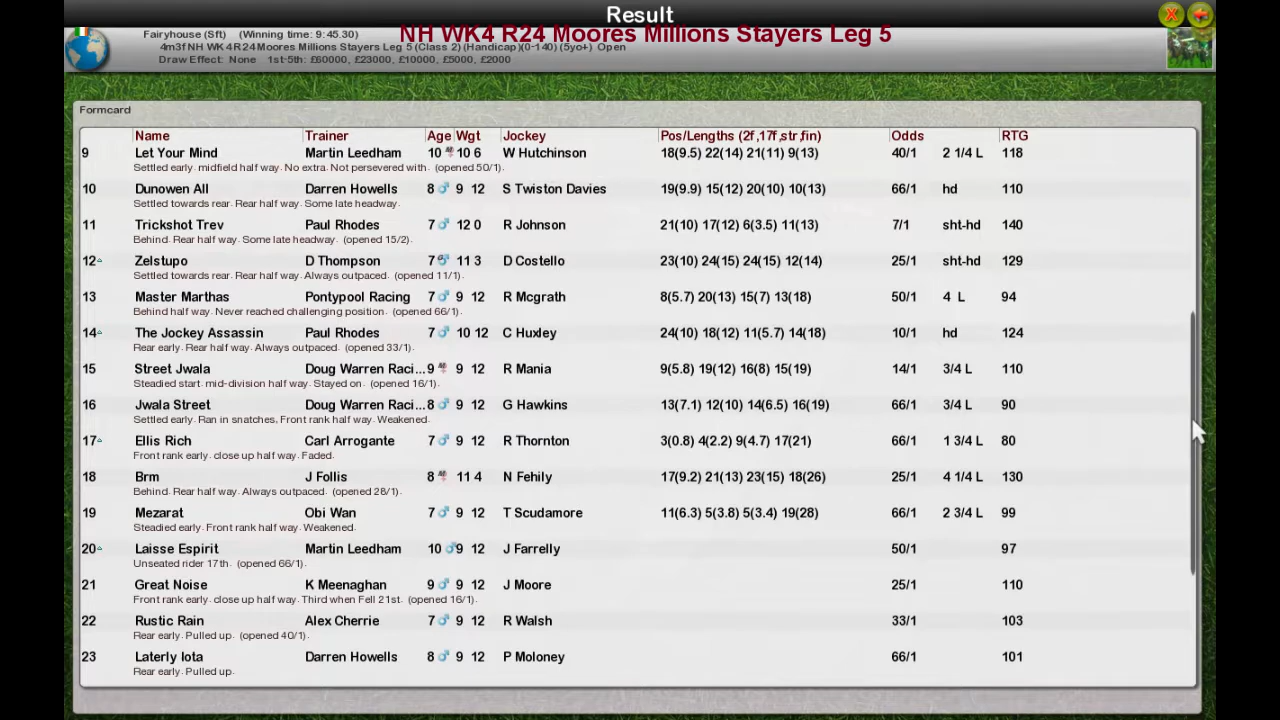 Result
NH WK4 R24 Moores Millions Stayers Leg 5
Fairyhouse (Sft) (Winning time: 9:45.30)
4m3f NH WK4 R24 Moores Millions Stayers Leg 5 (Class 2) (Handicap)(0-140) (5yo+) Open
Draw Effect: None 1st-5th: £60000, £23000, £10000, £5000, £2000
Formcard
Name Trainer Age Wgt Jockey Pos/Lengths (2f,17f,str,fin) Odds RTG
9 Let Your Mind Martin Leedham 10 10 6 W Hutchinson 18(9.5) 22(14) 21(11) 9(13) 40/1 2 1/4 L 118
Settled early. midfield half way. No extra. Not persevered with. (opened 50/1).
10 Dunowen All Darren Howells 8 9 12 S Twiston Davies 19(9.9) 15(12) 20(10) 10(13) 66/1 hd 110
Settled towards rear. Rear half way. Some late headway.
11 Trickshot Trev Paul Rhodes 7 12 0 R Johnson 21(10) 17(12) 6(3.5) 11(13) 7/1 sht-hd 140
Behind. Rear half way. Some late headway. (opened 15/2).
12 Zelstupo D Thompson 7 11 3 D Costello 23(10) 24(15) 24(15) 12(14) 25/1 sht-hd 129
Settled towards rear. Rear half way. Always outpaced. (opened 11/1).
13 Master Marthas Pontypool Racing 7 9 12 R Mcgrath 8(5.7) 20(13) 15(7) 13(18) 50/1 4 L 94
Behind half way. Never reached challenging position. (opened 66/1).
14 The Jockey Assassin Paul Rhodes 7 10 12 C Huxley 24(10) 18(12) 11(5.7) 14(18) 10/1 hd 124
Rear early. Rear half way. Always outpaced. (opened 33/1).
15 Street Jwala Doug Warren Raci... 9 9 12 R Mania 9(5.8) 19(12) 16(8) 15(19) 14/1 3/4 L 110
Steadied start. mid-division half way. Stayed on. (opened 16/1).
16 Jwala Street Doug Warren Raci... 8 9 12 G Hawkins 13(7.1) 12(10) 14(6.5) 16(19) 66/1 3/4 L 90
Settled early. Ran in snatches, Front rank half way. Weakened.
17 Ellis Rich Carl Arrogante 7 9 12 R Thornton 3(0.8) 4(2.2) 9(4.7) 17(21) 66/1 1 3/4 L 80
Front rank early. close up half way. Faded.
18 Brm J Follis 8 11 4 N Fehily 17(9.2) 21(13) 23(15) 18(26) 25/1 4 1/4 L 130
Behind. Rear half way. Always outpaced. (opened 28/1).
19 Mezarat Obi Wan 7 9 12 T Scudamore 11(6.3) 5(3.8) 5(3.4) 19(28) 66/1 2 3/4 L 99
Steadied early. Front rank half way. Weakened.
20 Laisse Espirit Martin Leedham 10 9 12 J Farrelly 50/1 97
Unseated rider 17th. (opened 66/1).
21 Great Noise K Meenaghan 9 9 12 J Moore 25/1 110
Front rank early. close up half way. Third when Fell 21st. (opened 16/1).
22 Rustic Rain Alex Cherrie 7 9 12 R Walsh 33/1 103
Rear early. Pulled up. (opened 40/1).
23 Laterly Iota Darren Howells 8 9 12 P Moloney 66/1 101
Rear early. Pulled up.